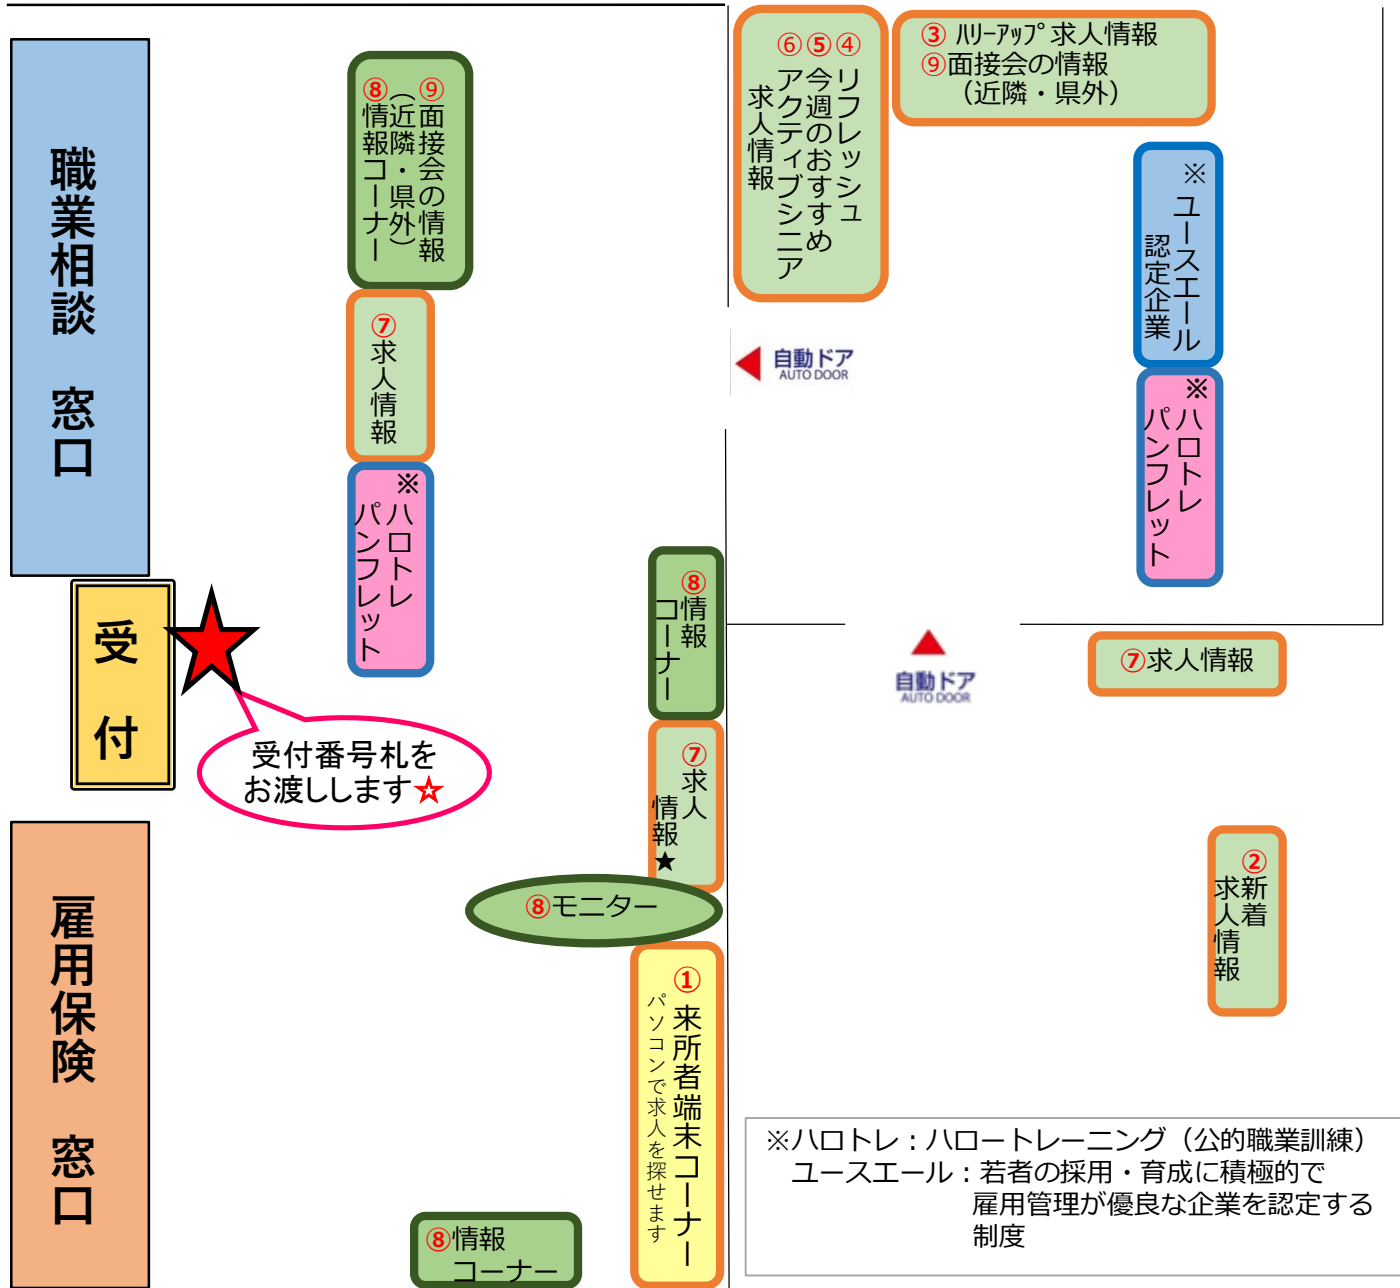 職業相談　窓口
受付
雇用保険　窓口
⑨面接会の情報
（近隣・県外）
⑧情報コーナー
⑦求人情報
※ハロトレ
パンフレット
受付番号札を
お渡しします☆
④リフレッシュ
⑤今週のおすすめ
⑥アクティブシニア
求人情報
③ ﾊﾘｰｱｯﾌﾟ 求人情報
⑨面接会の情報
（近隣・県外）
※ユースエール
認定企業
※ハロトレ
パンフレット
自動ドア
AUTO DOOR
自動ドア
AUTO DOOR
⑧情報
コーナー
⑦求人
情報★
⑧モニター
①来所者端末コーナー
パソコンで求人を探せます
⑧情報
コーナー
⑦求人情報
②新着
求人情報
※ハロトレ：ハロートレーニング（公的職業訓練）
ユースエール：若者の採用・育成に積極的で
雇用管理が優良な企業を認定する
制度